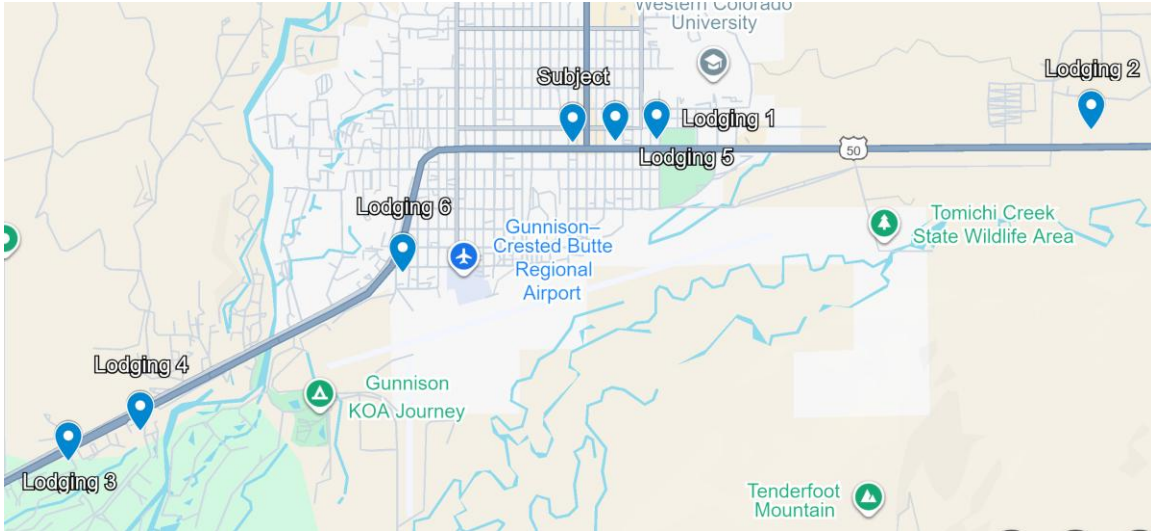 Western Colorado
University
Subject
Lodging 2
Lodging 1
Lodging 5
50
Lodging 6
Gunnison–
Crested Butte
Regional
Airport
Tomichi Creek
State Wildlife Area
Lodging 4
Gunnison
KOA Journey
Lodging 3
Tenderfoot
Mountain